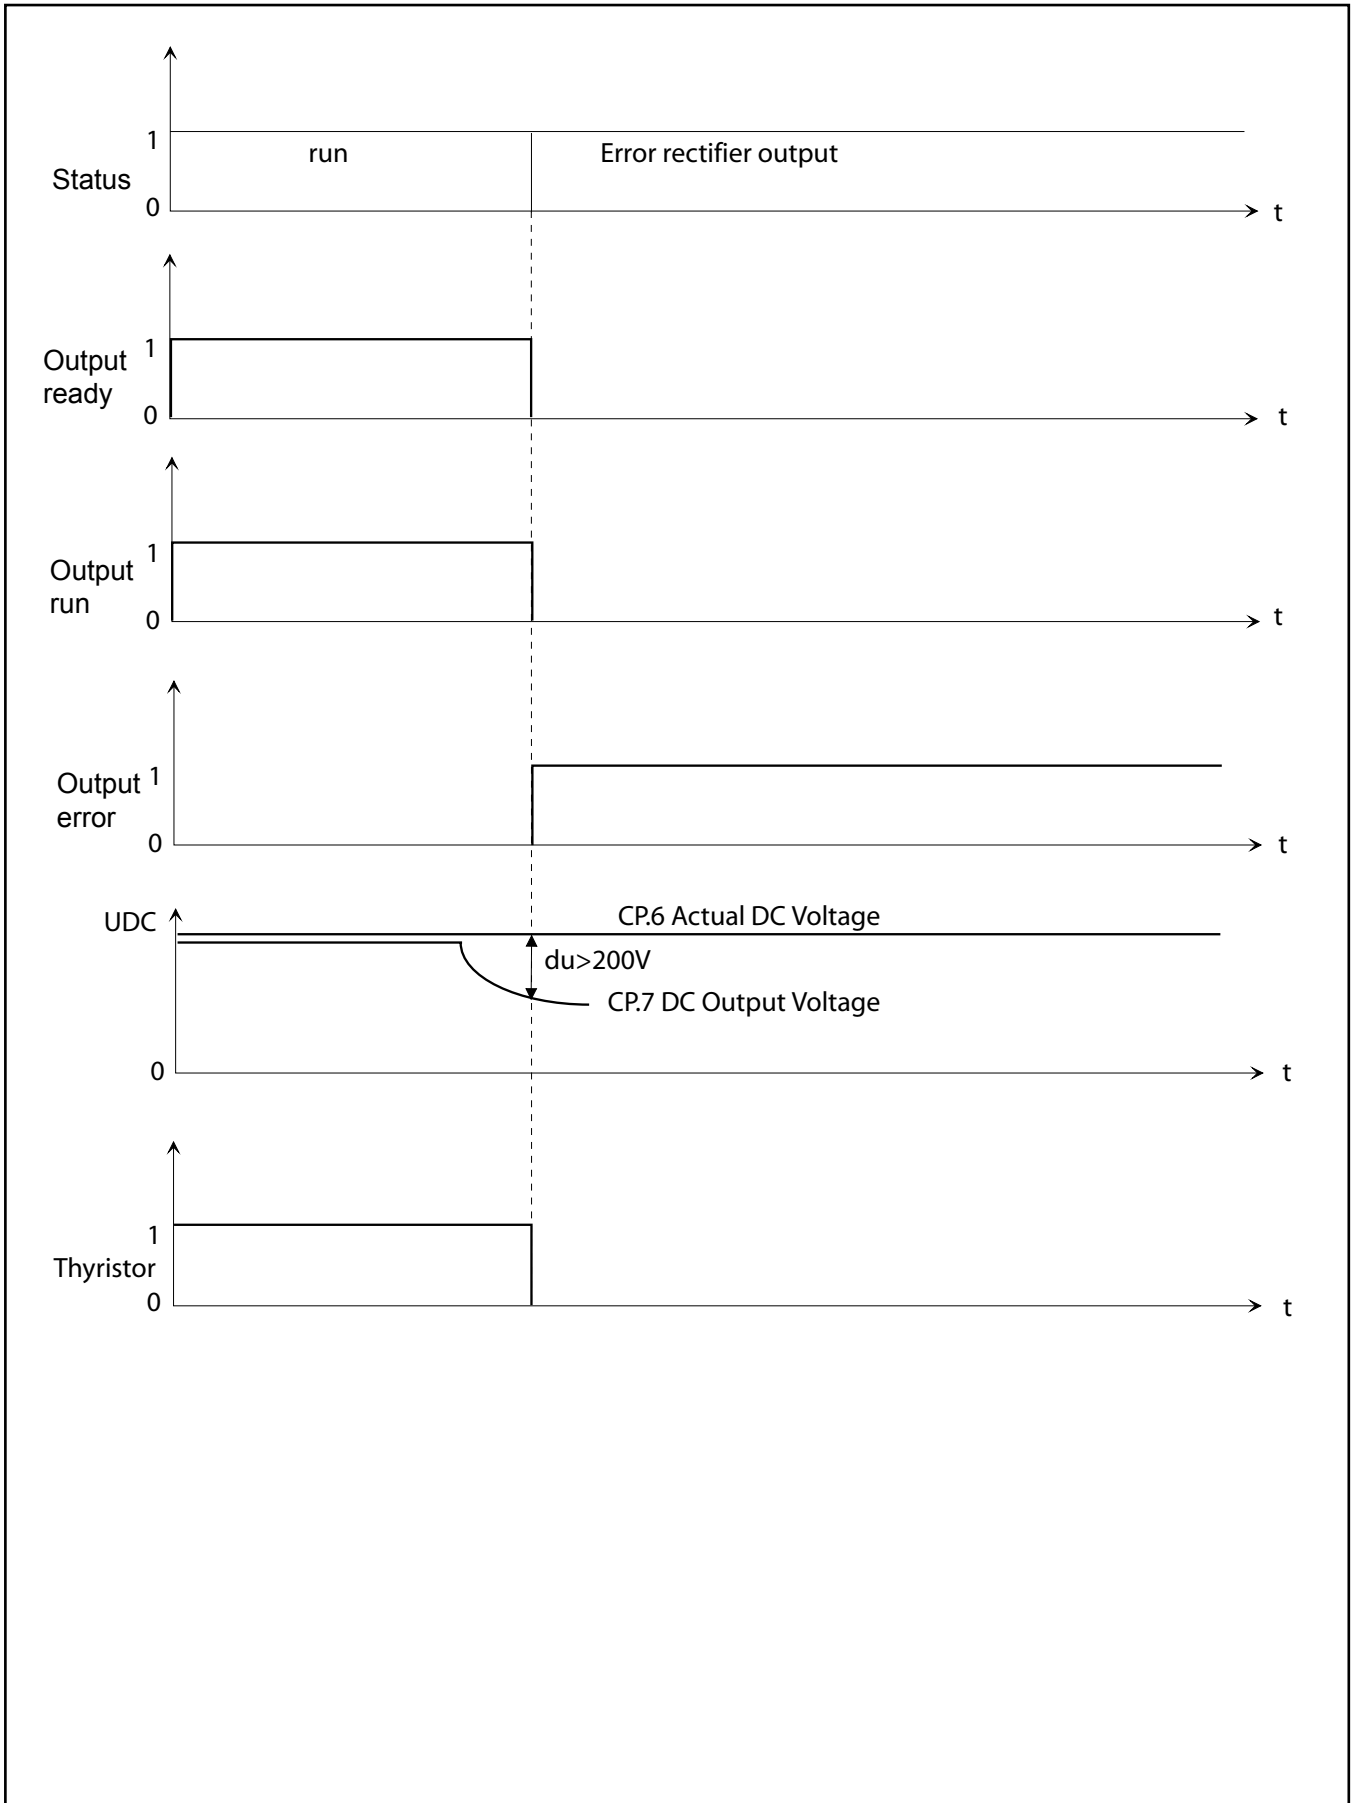 1
run
Error rectifier output
Status
0
t
Output
ready
1
0
t
Output
run
1
0
t
Output
error
1
0
t
UDC
CP.6 Actual DC Voltage
du>200V
CP.7 DC Output Voltage
0
t
1
Thyristor
0
t